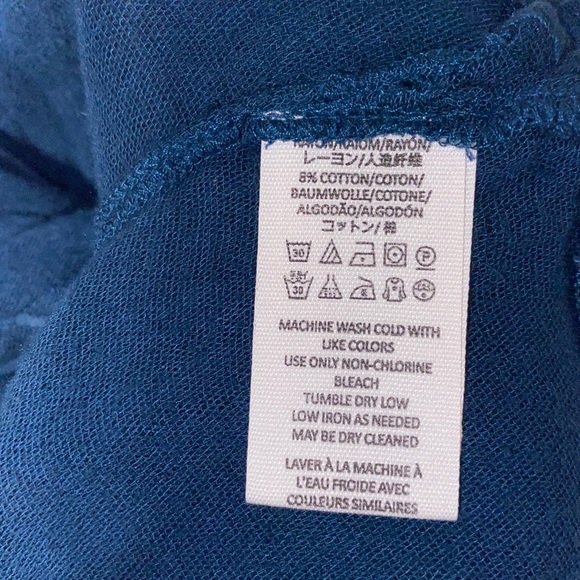 RAYON/RAIOM/RAYÓN/
レーヨン/人造纤维
8% COTTON/COTON/
BAUMWOLLE/COTONE/
ALGODÃO/ALGODÓN
コットン/棉
30 P
30
MACHINE WASH COLD WITH
LIKE COLORS
USE ONLY NON-CHLORINE
BLEACH
TUMBLE DRY LOW
LOW IRON AS NEEDED
MAY BE DRY CLEANED
LAVER À LA MACHINE À
L'EAU FROIDE AVEC
COULEURS SIMILAIRES